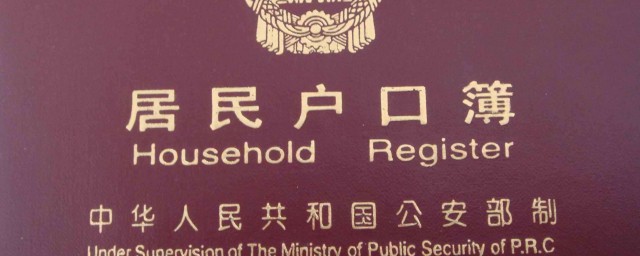 居民户口簿
Household Register
中华人民共和国公安部制
Under Supervision of The Ministry of Public Security of P.R.C